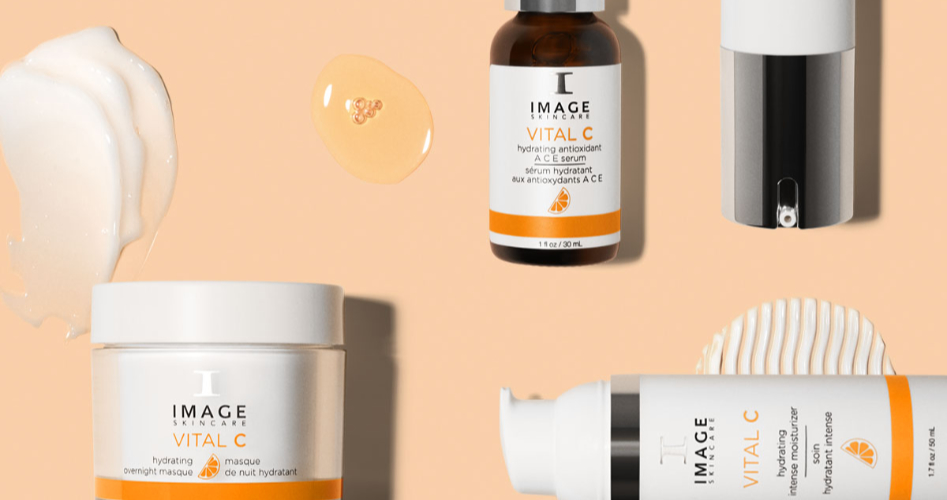 IMAGE
SKINCARE
VITAL C
hydrating antioxidant
A C E serum
sérum hydratant
aux antioxydants A C E
1 fl oz / 30 mL
IMAGE
SKINCARE
VITAL C
hydrating
overnight masque
masque
de nuit hydratant
IMAGE
SKINCARE
VITAL C
hydrating
intense moisturizer
soin
hydratant intense
1.7 fl oz / 50 mL